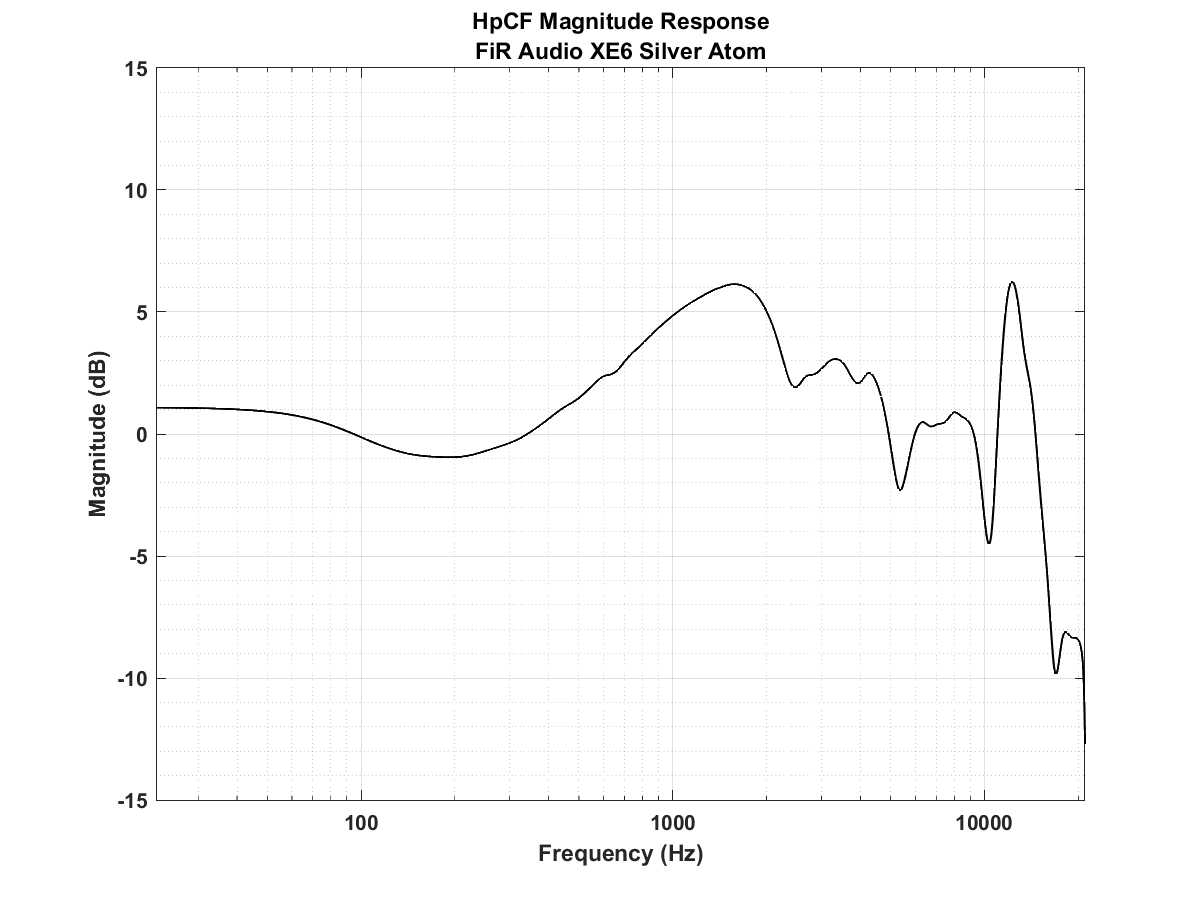 HpCF Magnitude Response
FiR Audio XE6 Silver Atom
15
10
5
0
-5
-10
-15
Magnitude (dB)
100
1000
10000
Frequency (Hz)